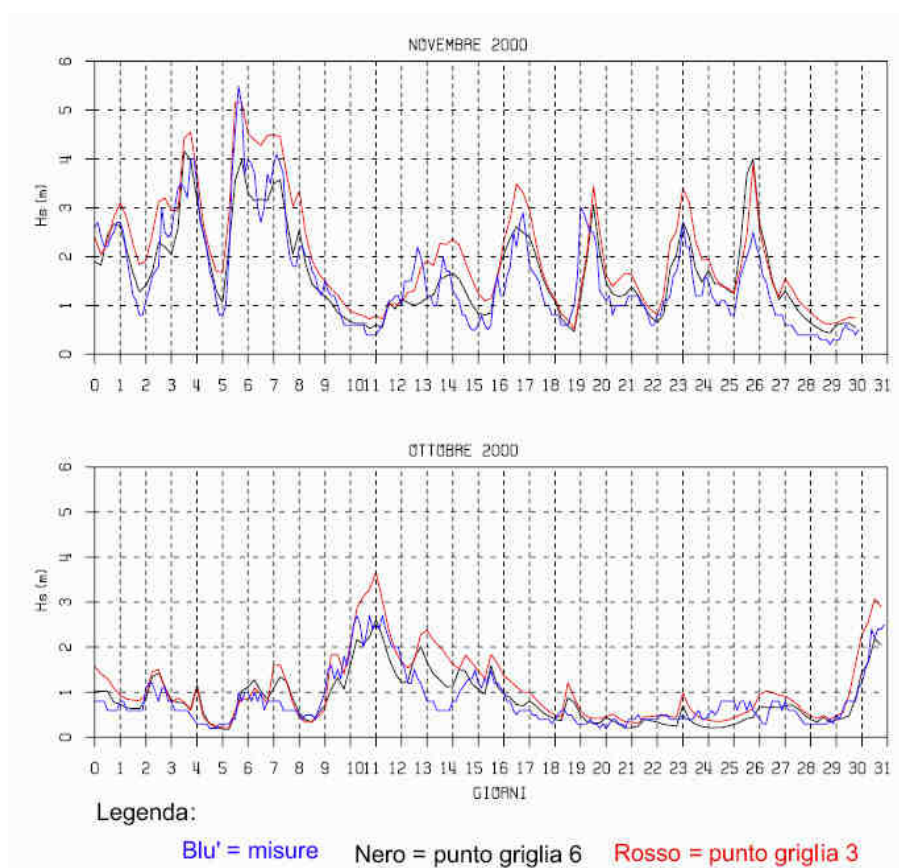 NOVEMBRE 2000
6
5
4
3
2
1
0
Hs (m)
0 1 2 3 4 5 6 7 8 9 10 11 12 13 14 15 16 17 18 19 20 21 22 23 24 25 26 27 28 29 30 31
OTTOBRE 2000
6
5
4
3
2
1
0
Hs (m)
0 1 2 3 4 5 6 7 8 9 10 11 12 13 14 15 16 17 18 19 20 21 22 23 24 25 26 27 28 29 30 31
GIORNI
Legenda:
Blu' = misure Nero = punto griglia 6 Rosso = punto griglia 3